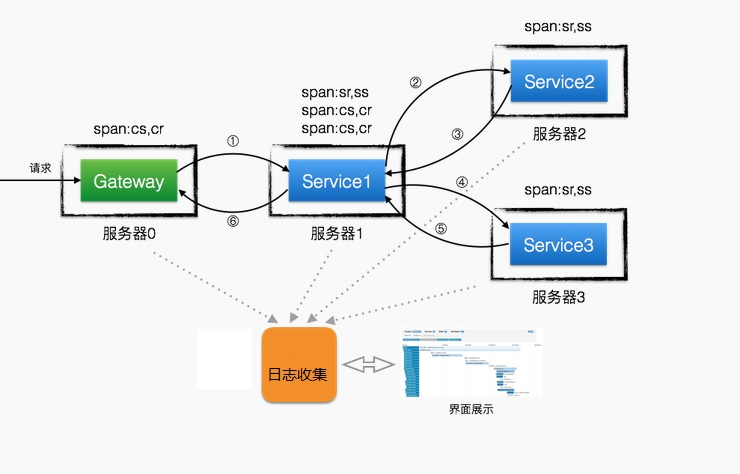 span:sr,ss
Service2
服务器2
span:sr,ss
span:cs,cr
span:cs,cr
span:cs,cr
请求
Gateway
服务器0
①
②
③
Service1
服务器1
④
⑤
⑥
span:sr,ss
Service3
服务器3
日志收集
界面展示